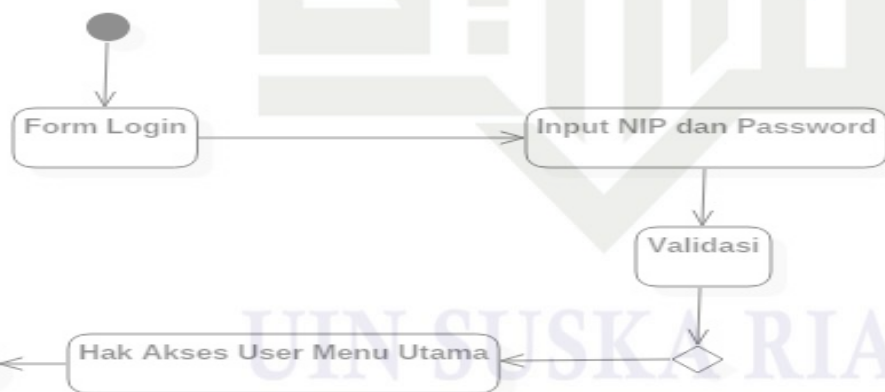 Form Login
Input NIP dan Password
Validasi
Hak Akses User Menu Utama
UIN SUSKA RIA